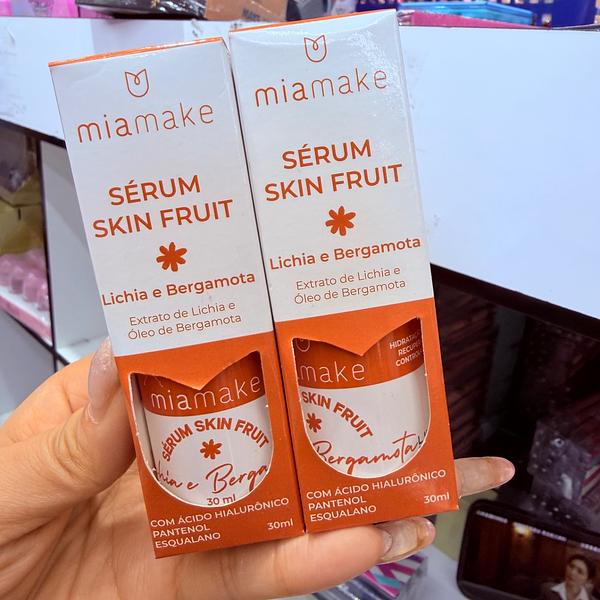 miamake
SÉRUM
SKIN FRUIT
Lichia e Bergamota
Extrato de Lichia e
Óleo de Bergamota
miamake
SÉRUM SKIN FRUIT
30 ml
COM ÁCIDO HIALURÔNICO
PANTENOL
ESQUALANO
30ml
miamake
SÉRUM
SKIN FRUIT
Lichia e Bergamota
Extrato de Lichia e
Óleo de Bergamota
make
SKIN FRUIT
Bergamota
COM ÁCIDO HIALURÔNICO
PANTENOL
ESQUALANO
30ml